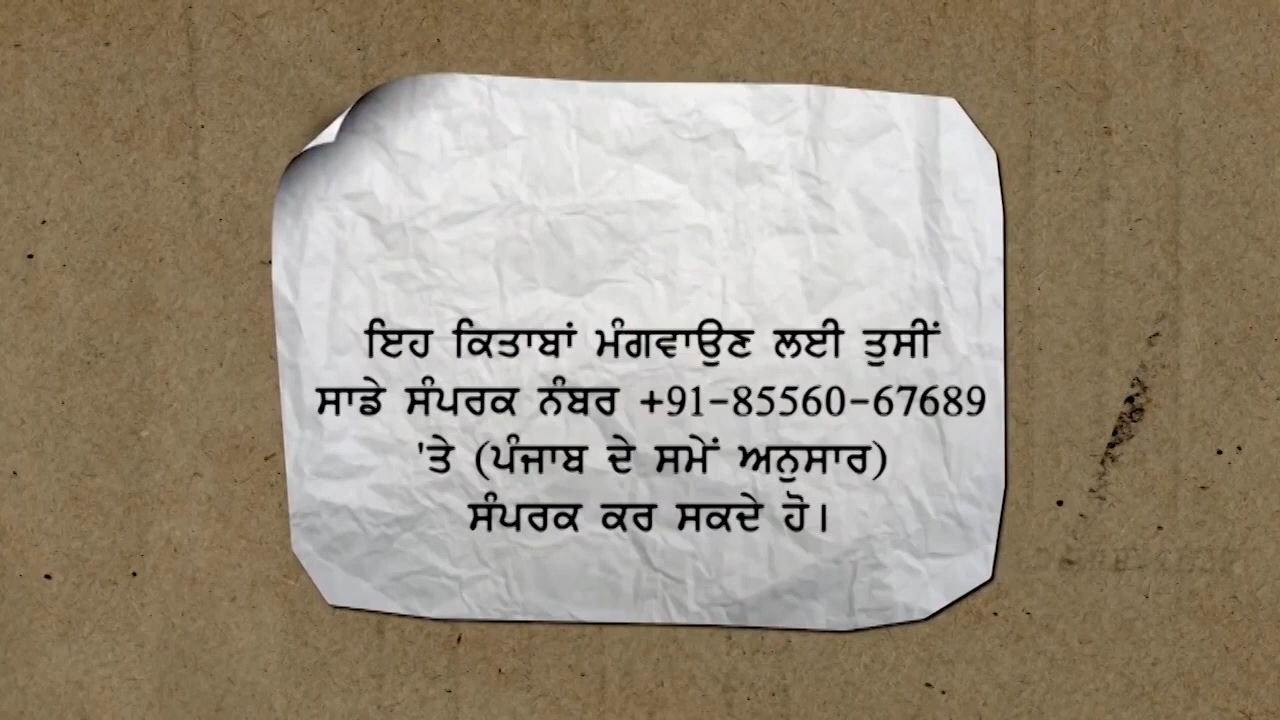 ਇਹ ਕਿਤਾਬਾਂ ਮੰਗਵਾਉਣ ਲਈ ਤੁਸੀਂ
ਸਾਡੇ ਸੰਪਰਕ ਨੰਬਰ +91-85560-67689
'ਤੇ (ਪੰਜਾਬ ਦੇ ਸਮੇਂ ਅਨੁਸਾਰ)
ਸੰਪਰਕ ਕਰ ਸਕਦੇ ਹੋ।